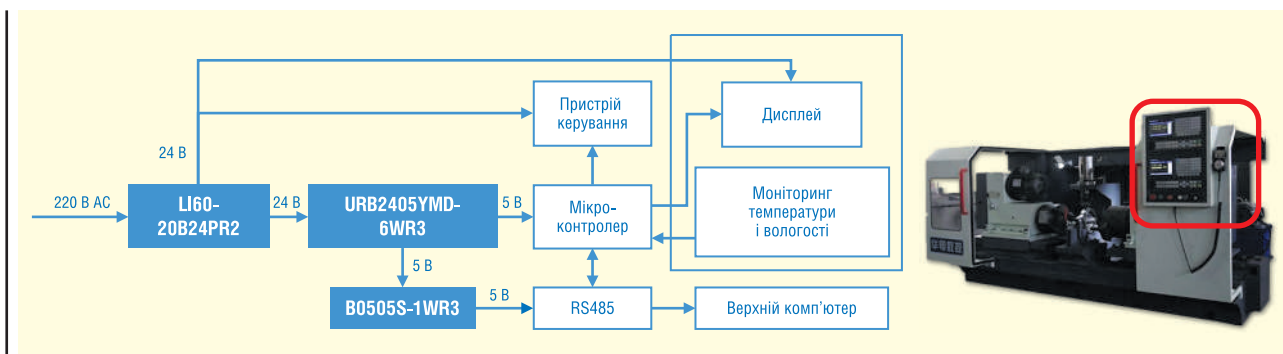 24 В
220 В АС
LI60-
20B24PR2
24 В
URB2405YMD-
6WR3
5 В
5 В
B0505S-1WR3
5 В
Пристрій
керування
Мікро-
контролер
RS485
Дисплей
Моніторинг
температури
і вологості
Верхній комп'ютер